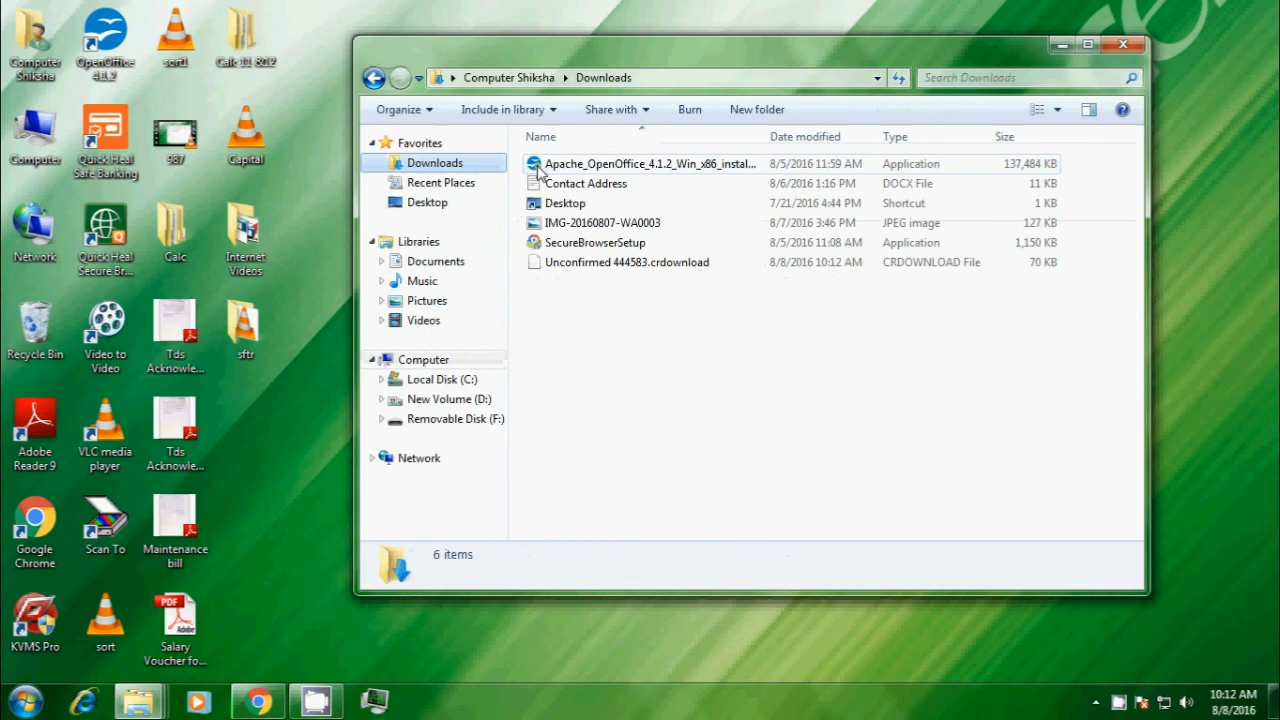 Computer Shiksha
OpenOffice 4.1.2
sort1
Calc 11 8012
Computer
Quick Heal Safe Banking
987
Capital
Network
Quick Heal Secure Br...
Calc
Internet Videos
Recycle Bin
Video to Video
Tds Acknowle...
sftr
Adobe Reader 9
VLC media player
Tds Acknowle...
Google Chrome
Scan To
Maintenance bill
KVMS Pro
sort
PDF
Adobe
Salary Voucher fo...
Computer Shiksha
Downloads
Search Downloads
Organize
Include in library
Share with
Burn
New folder
Favorites
Downloads
Recent Places
Desktop
Libraries
Documents
Music
Pictures
Videos
Computer
Local Disk (C:)
New Volume (D:)
Removable Disk (F:)
Network
Name Date modified Type Size
Apache_OpenOffice_4.1.2_Win_x86_instal... 8/5/2016 11:59 AM Application 137,484 KB
Contact Address 8/6/2016 1:16 PM DOCX File 11 KB
Desktop 7/21/2016 4:44 PM Shortcut 1 KB
IMG-20160807-WA0003 8/7/2016 3:46 PM JPEG image 127 KB
SecureBrowserSetup 8/5/2016 11:08 AM Application 1,150 KB
Unconfirmed 444583.crdownload 8/8/2016 10:12 AM CRDOWNLOAD File 70 KB
6 items
10:12 AM
8/8/2016